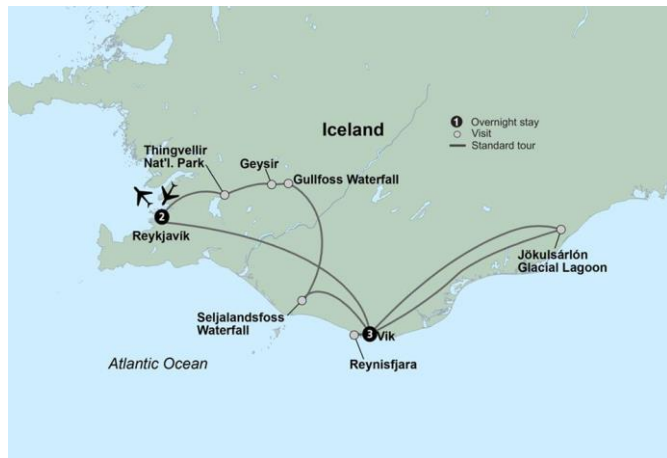 Iceland
1 Overnight stay
Visit
Standard tour
Thingvellir
Nat'l. Park
Geysir
Gullfoss Waterfall
2
Reykjavík
Jökulsárlón
Glacial Lagoon
Seljalandsfoss
Waterfall
3 Vik
Reynisfjara
Atlantic Ocean